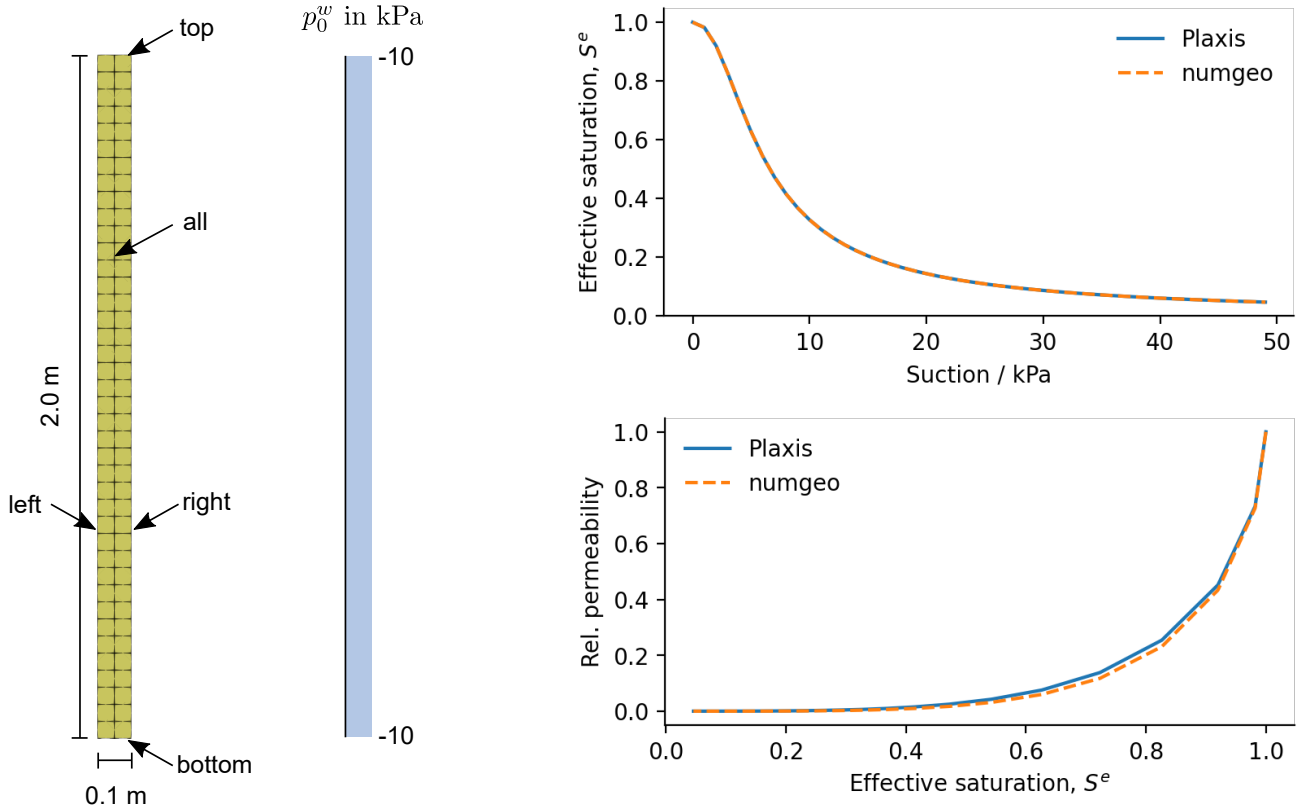 top
all
2.0 m
left
right
bottom
0.1 m
p₀ʷ in kPa
-10
-10
Effective saturation, Sᵉ
1.0
0.8
0.6
0.4
0.2
0.0
Plaxis
numgeo
0 10 20 30 40 50
Suction / kPa
Rel. permeability
1.0
0.8
0.6
0.4
0.2
0.0
Plaxis
numgeo
0.0 0.2 0.4 0.6 0.8 1.0
Effective saturation, Sᵉ